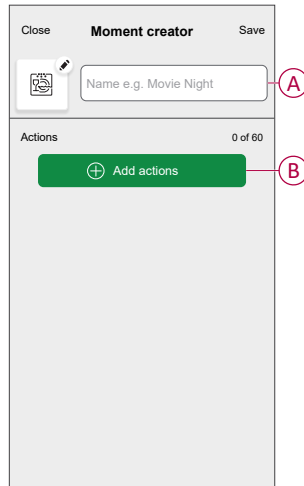 Close Moment creator Save
Name e.g. Movie Night A
Actions 0 of 60
Add actions B